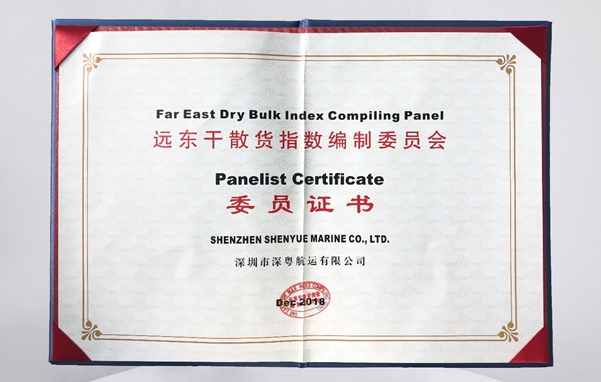 Far East Dry Bulk Index Compiling Panel
远东干散货指数编制委员会
Panelist Certificate
委员证书
SHENZHEN SHENYUE MARINE CO., LTD.
深圳市深粤航运有限公司
Dec 2018